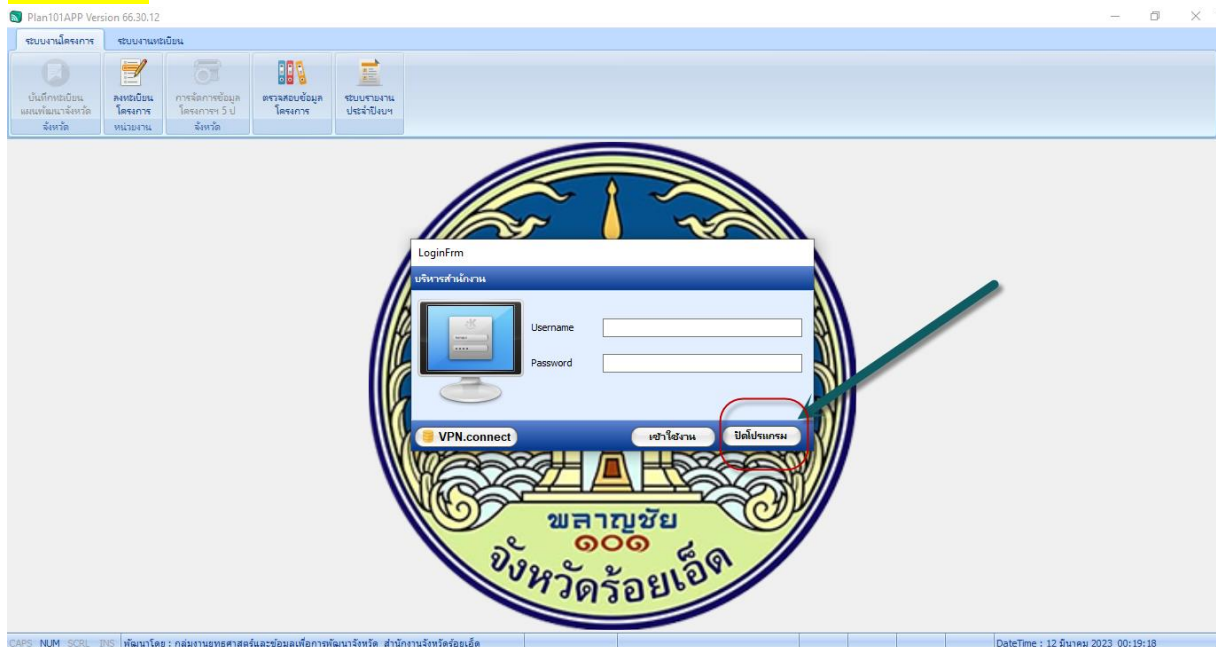 Plan101APP Version 66.30.12
ระบบงานโครงการ ระบบงานทะเบียน
บันทึกทะเบียน
แผนพัฒนาจังหวัด
จังหวัด
ลงทะเบียน
โครงการ
หน่วยงาน
การจัดการข้อมูล
โครงการฯ 5 ปี
จังหวัด
ตรวจสอบข้อมูล
โครงการ
ระบบรายงาน
ประจำปีงบฯ
LoginFrm
บริหารสำนักงาน
Username
Password
VPN.connect เข้าใช้งาน ปิดโปรแกรม
พลาญชัย
๑๐๑
จังหวัดร้อยเอ็ด
CAPS NUM SCRL INS พัฒนาโดย : กลุ่มงานยุทธศาสตร์และข้อมูลเพื่อการพัฒนาจังหวัด สำนักงานจังหวัดร้อยเอ็ด DateTime : 12 มีนาคม 2023 00:19:18